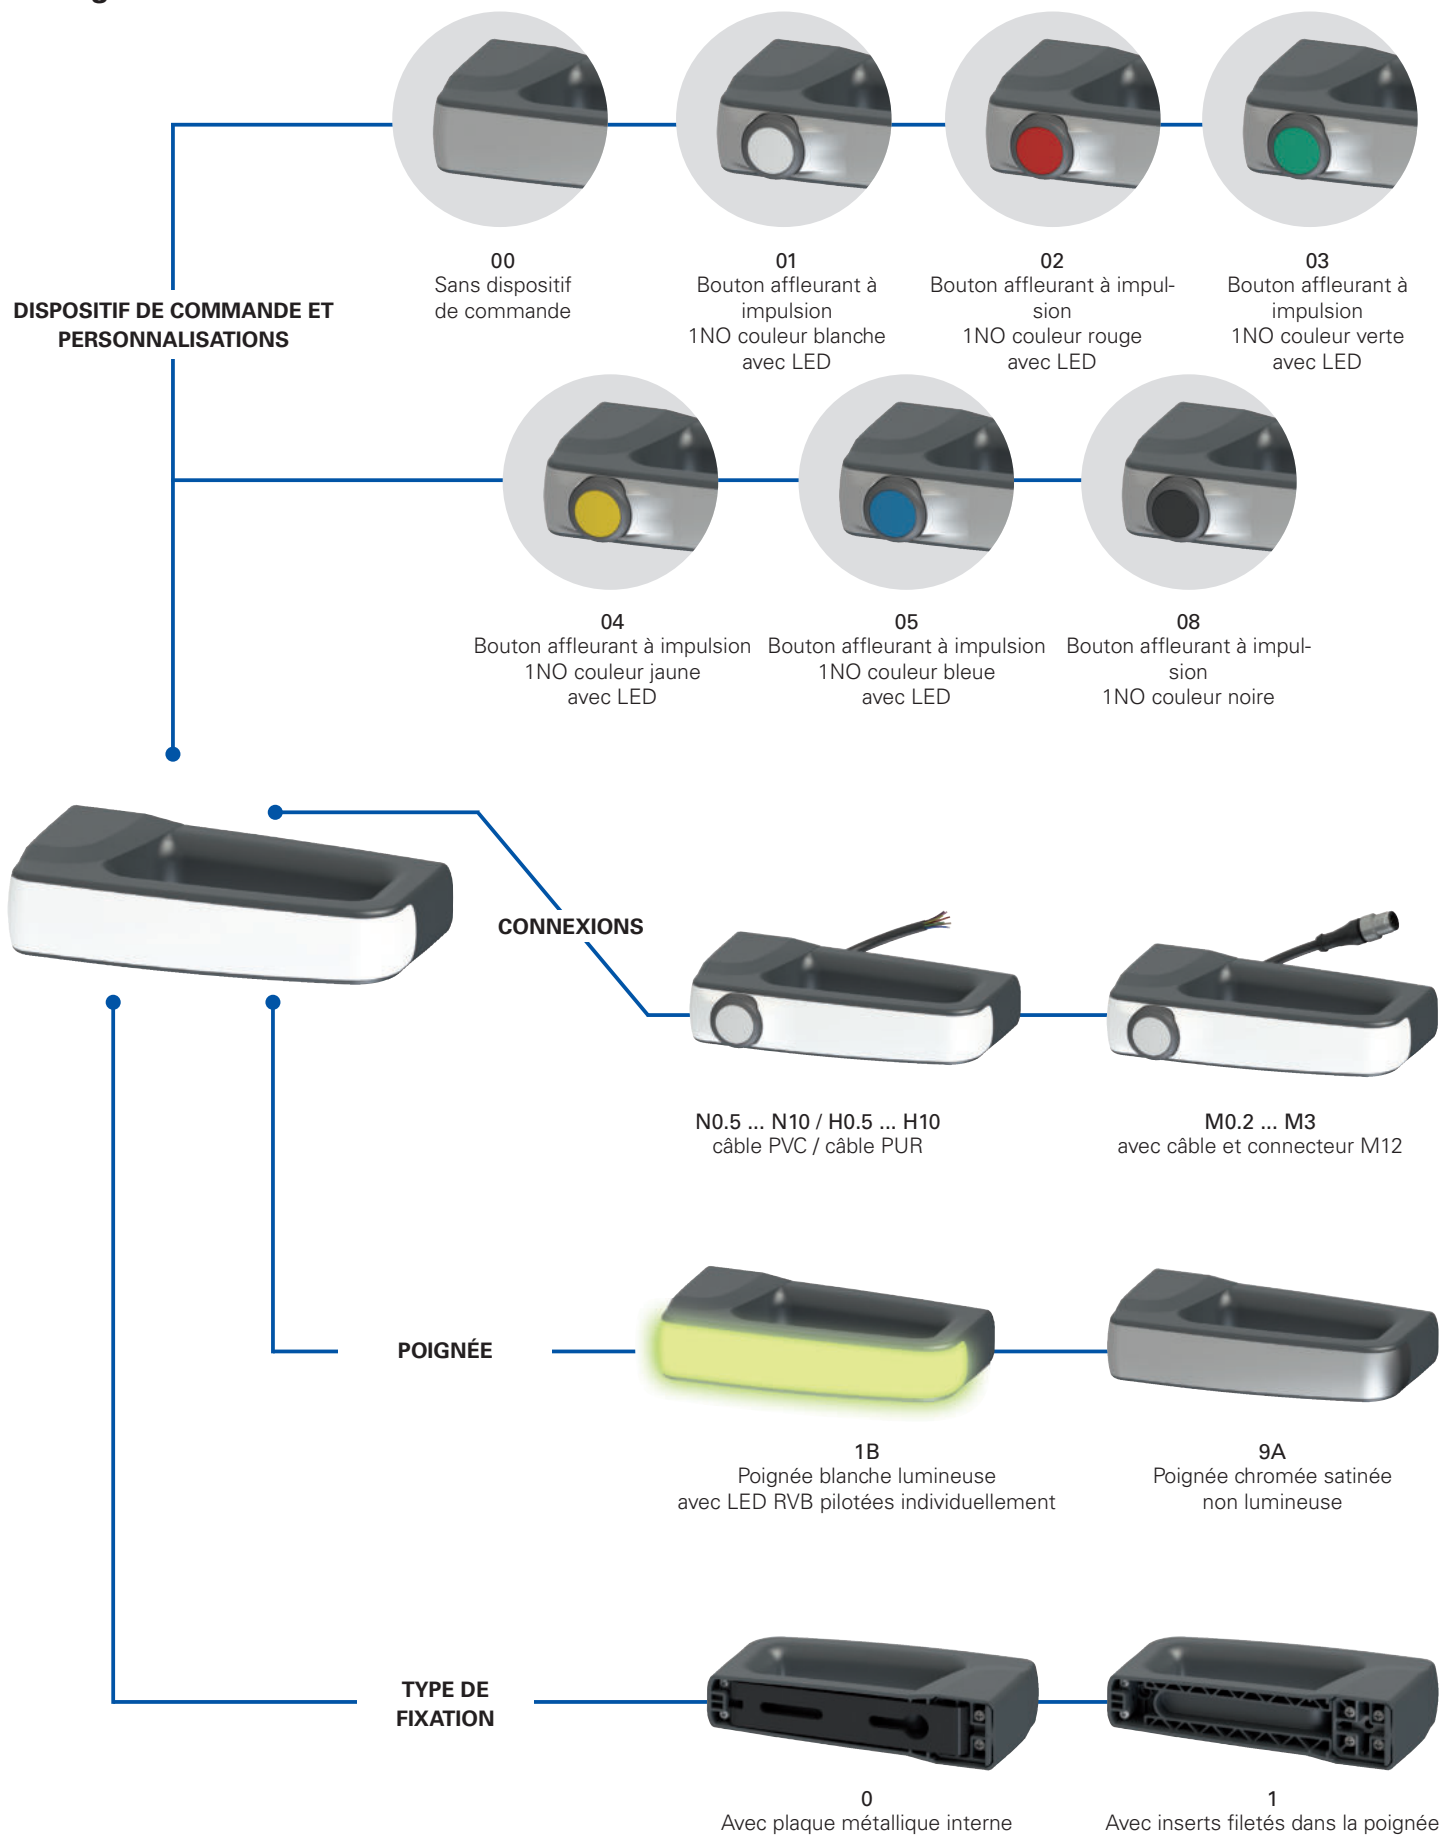 00
Sans dispositif
de commande
01
Bouton affleurant à
impulsion
1NO couleur blanche
avec LED
02
Bouton affleurant à impul-
sion
1NO couleur rouge
avec LED
03
Bouton affleurant à
impulsion
1NO couleur verte
avec LED
DISPOSITIF DE COMMANDE ET
PERSONNALISATIONS
04
Bouton affleurant à impulsion
1NO couleur jaune
avec LED
05
Bouton affleurant à impulsion
1NO couleur bleue
avec LED
08
Bouton affleurant à impul-
sion
1NO couleur noire
CONNEXIONS
N0.5 ... N10 / H0.5 ... H10
câble PVC / câble PUR
M0.2 ... M3
avec câble et connecteur M12
POIGNÉE
1B
Poignée blanche lumineuse
avec LED RVB pilotées individuellement
9A
Poignée chromée satinée
non lumineuse
TYPE DE
FIXATION
0
Avec plaque métallique interne
1
Avec inserts filetés dans la poignée